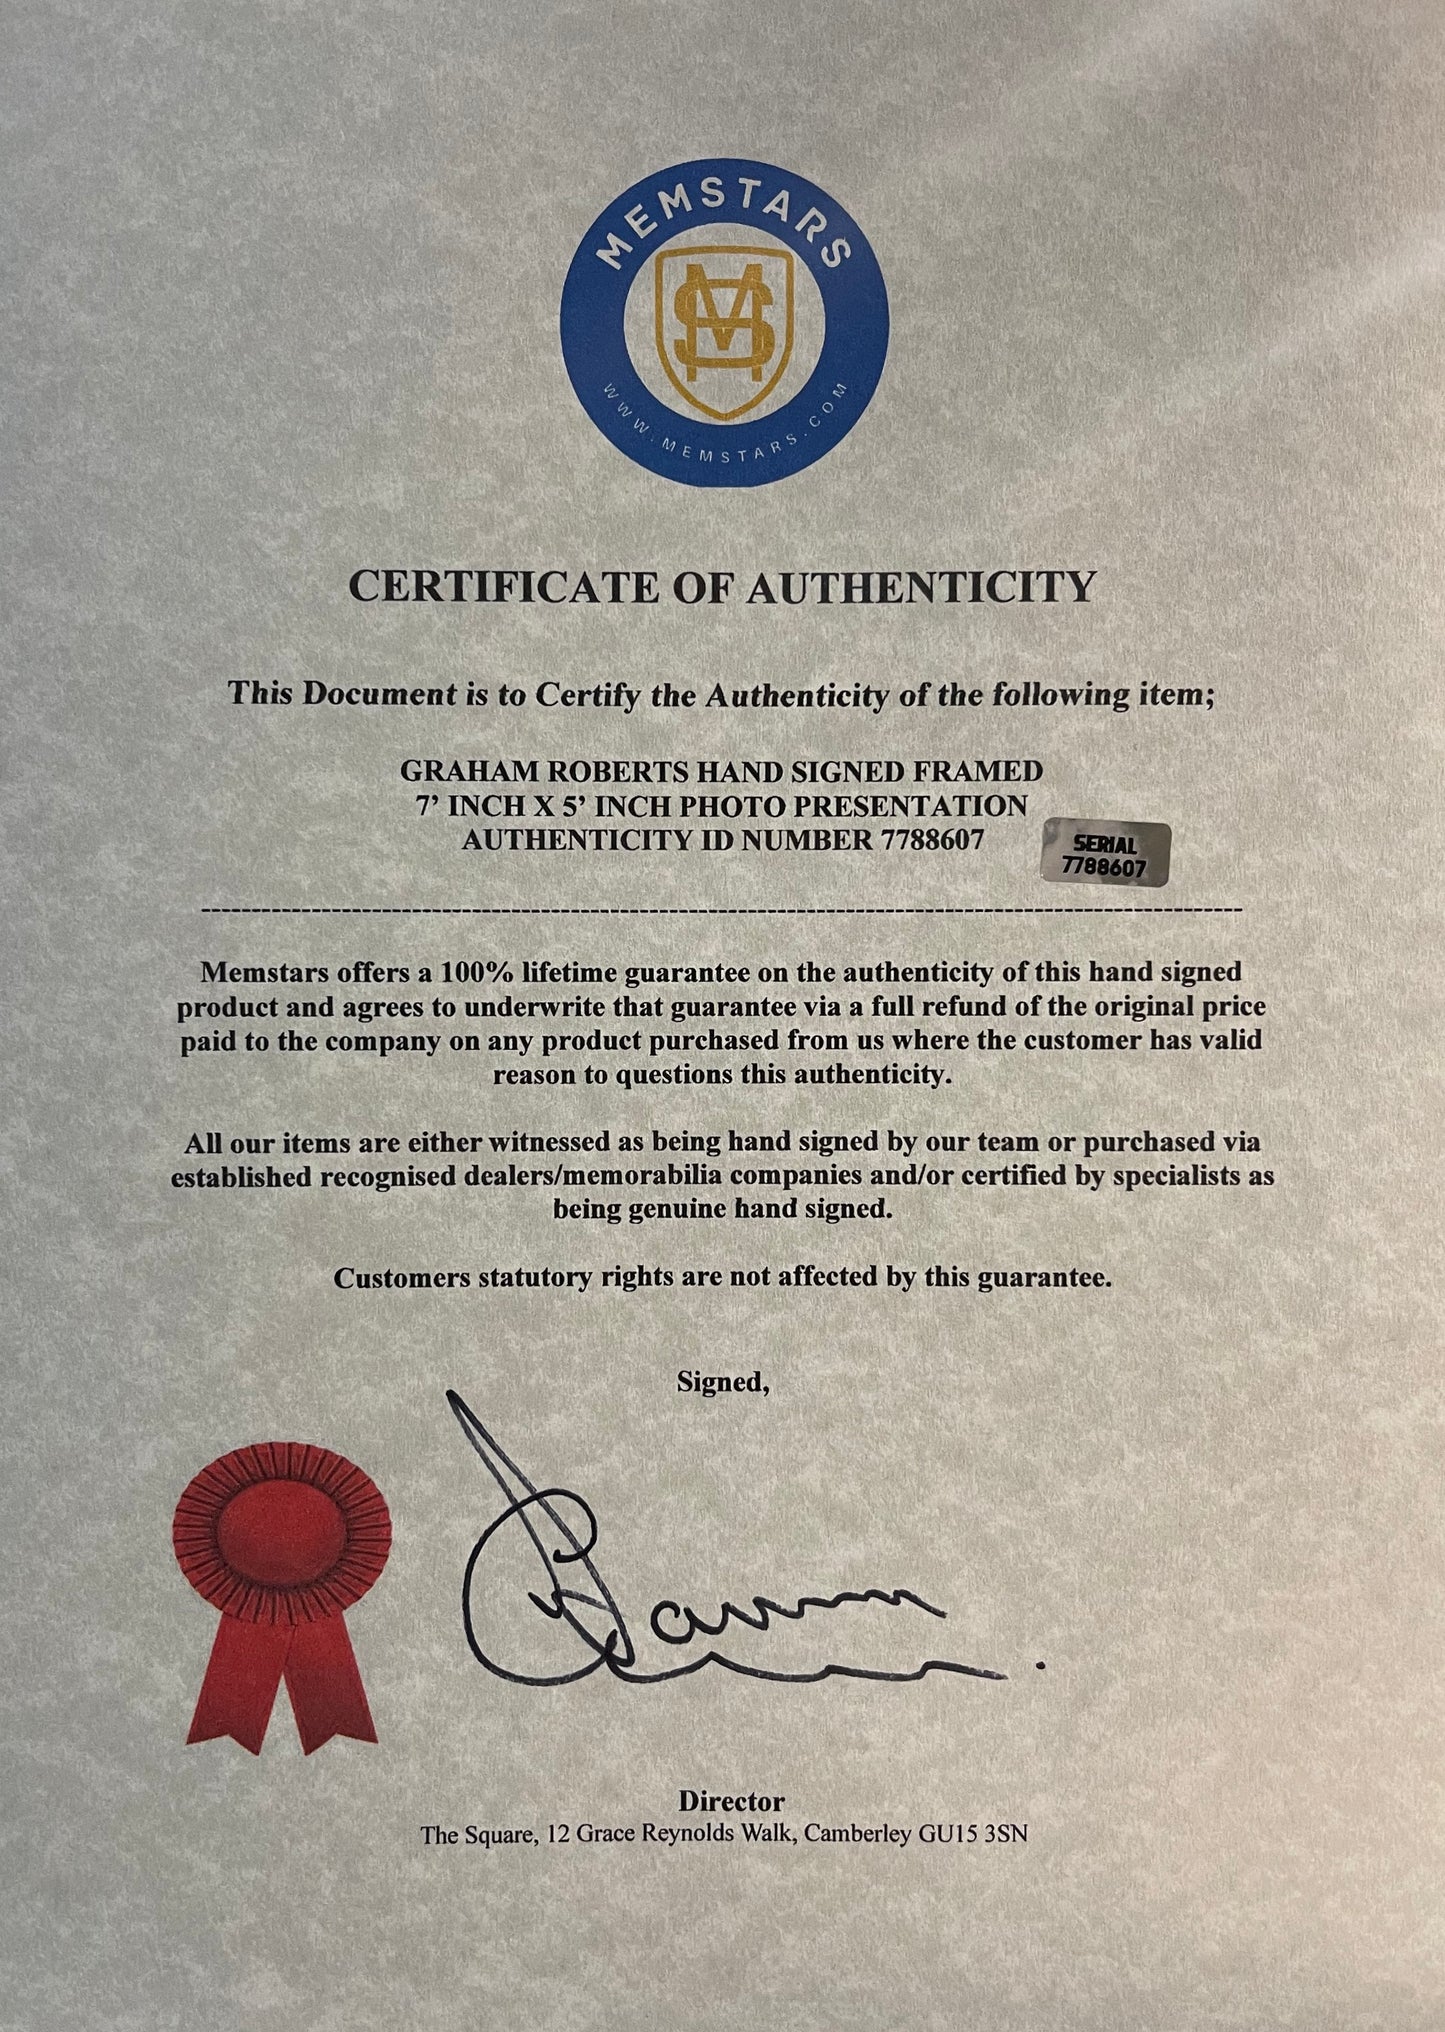 MEMSTARS
WWW.MEMSTARS.COM
CERTIFICATE OF AUTHENTICITY
This Document is to Certify the Authenticity of the following item;
GRAHAM ROBERTS HAND SIGNED FRAMED
7’ INCH X 5’ INCH PHOTO PRESENTATION
AUTHENTICITY ID NUMBER 7788607
SERIAL
7788607
Memstars offers a 100% lifetime guarantee on the authenticity of this hand signed
product and agrees to underwrite that guarantee via a full refund of the original price
paid to the company on any product purchased from us where the customer has valid
reason to questions this authenticity.
All our items are either witnessed as being hand signed by our team or purchased via
established recognised dealers/memorabilia companies and/or certified by specialists as
being genuine hand signed.
Customers statutory rights are not affected by this guarantee.
Signed,
Director
The Square, 12 Grace Reynolds Walk, Camberley GU15 3SN